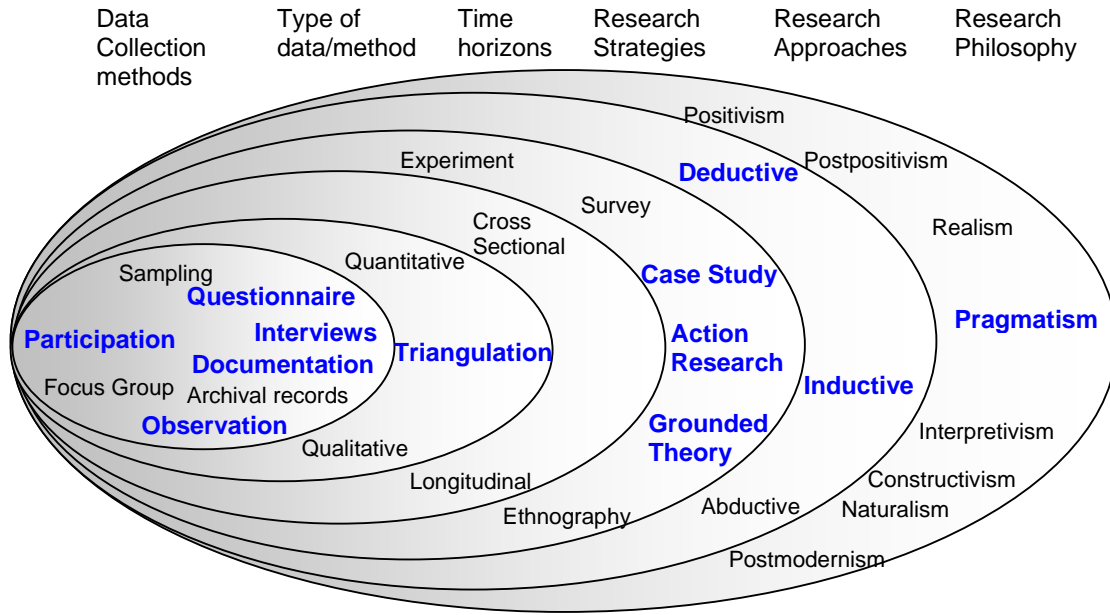 Data
Collection
methods
Type of
data/method
Time
horizons
Research
Strategies
Research
Approaches
Research
Philosophy
Positivism
Experiment
Deductive
Postpositivism
Survey
Cross
Sectional
Realism
Quantitative
Sampling
Case Study
Questionnaire
Participation
Interviews
Documentation
Triangulation
Action
Research
Pragmatism
Focus Group
Archival records
Inductive
Observation
Grounded
Theory
Qualitative
Interpretivism
Longitudinal
Constructivism
Ethnography
Abductive
Naturalism
Postmodernism